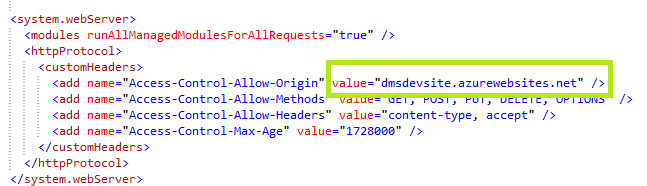 <system.webServer>
<modules runAllManagedModulesForAllRequests="true" />
<httpProtocol>
<customHeaders>
<add name="Access-Control-Allow-Origin" value="dmsdevsite.azurewebsites.net" />
<add name="Access-Control-Allow-Methods" value="GET, POST, PUT, DELETE, OPTIONS" />
<add name="Access-Control-Allow-Headers" value="content-type, accept" />
<add name="Access-Control-Max-Age" value="1728000" />
</customHeaders>
</httpProtocol>
</system.webServer>